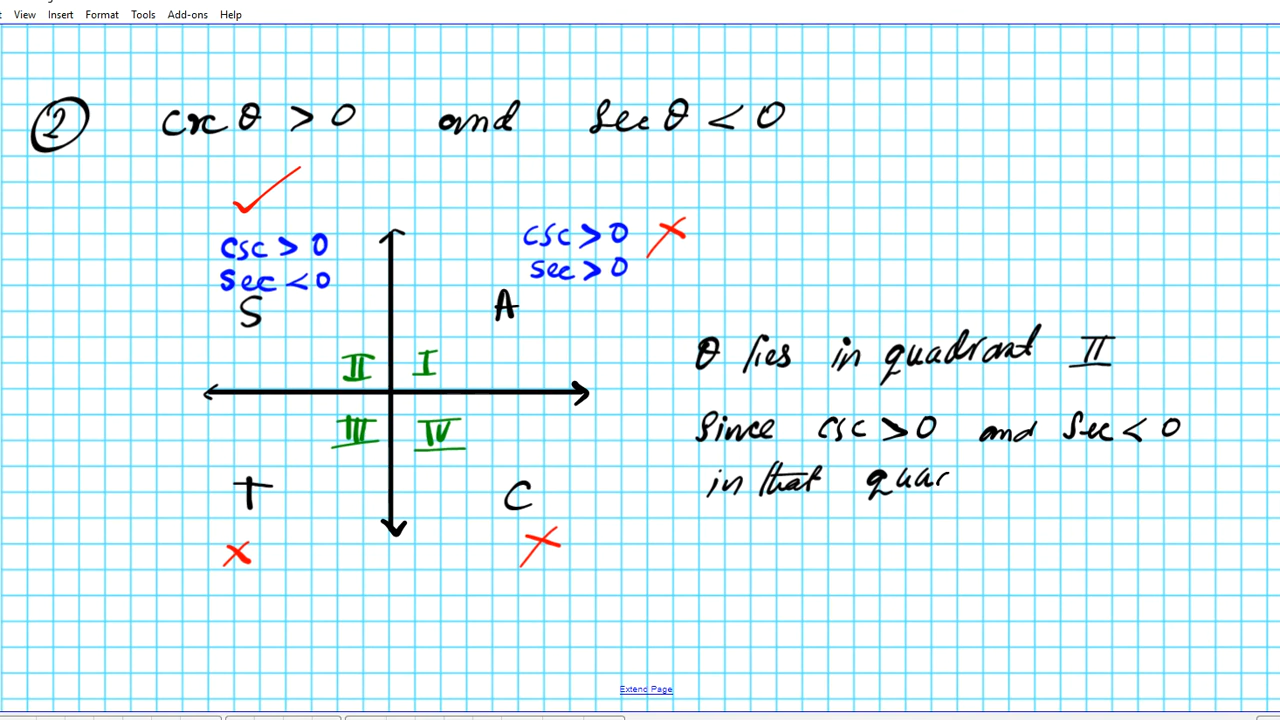 View Insert Format Tools Add-ons Help
② csc θ > 0 and sec θ < 0
csc > 0
sec < 0
S
csc > 0
sec > 0
A
II I
III IV
T C
θ lies in quadrant II
Since csc > 0 and sec < 0
in that quar
Extend Page